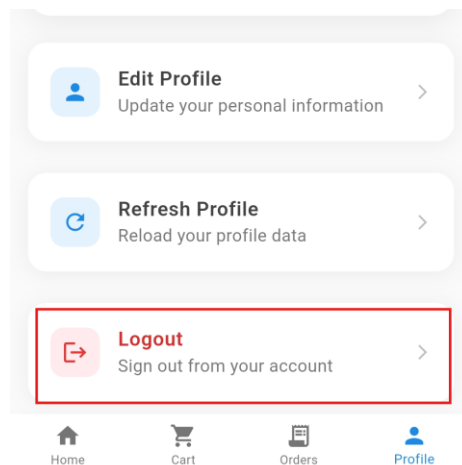 Edit Profile
Update your personal information
Refresh Profile
Reload your profile data
Logout
Sign out from your account
Home
Cart
Orders
Profile